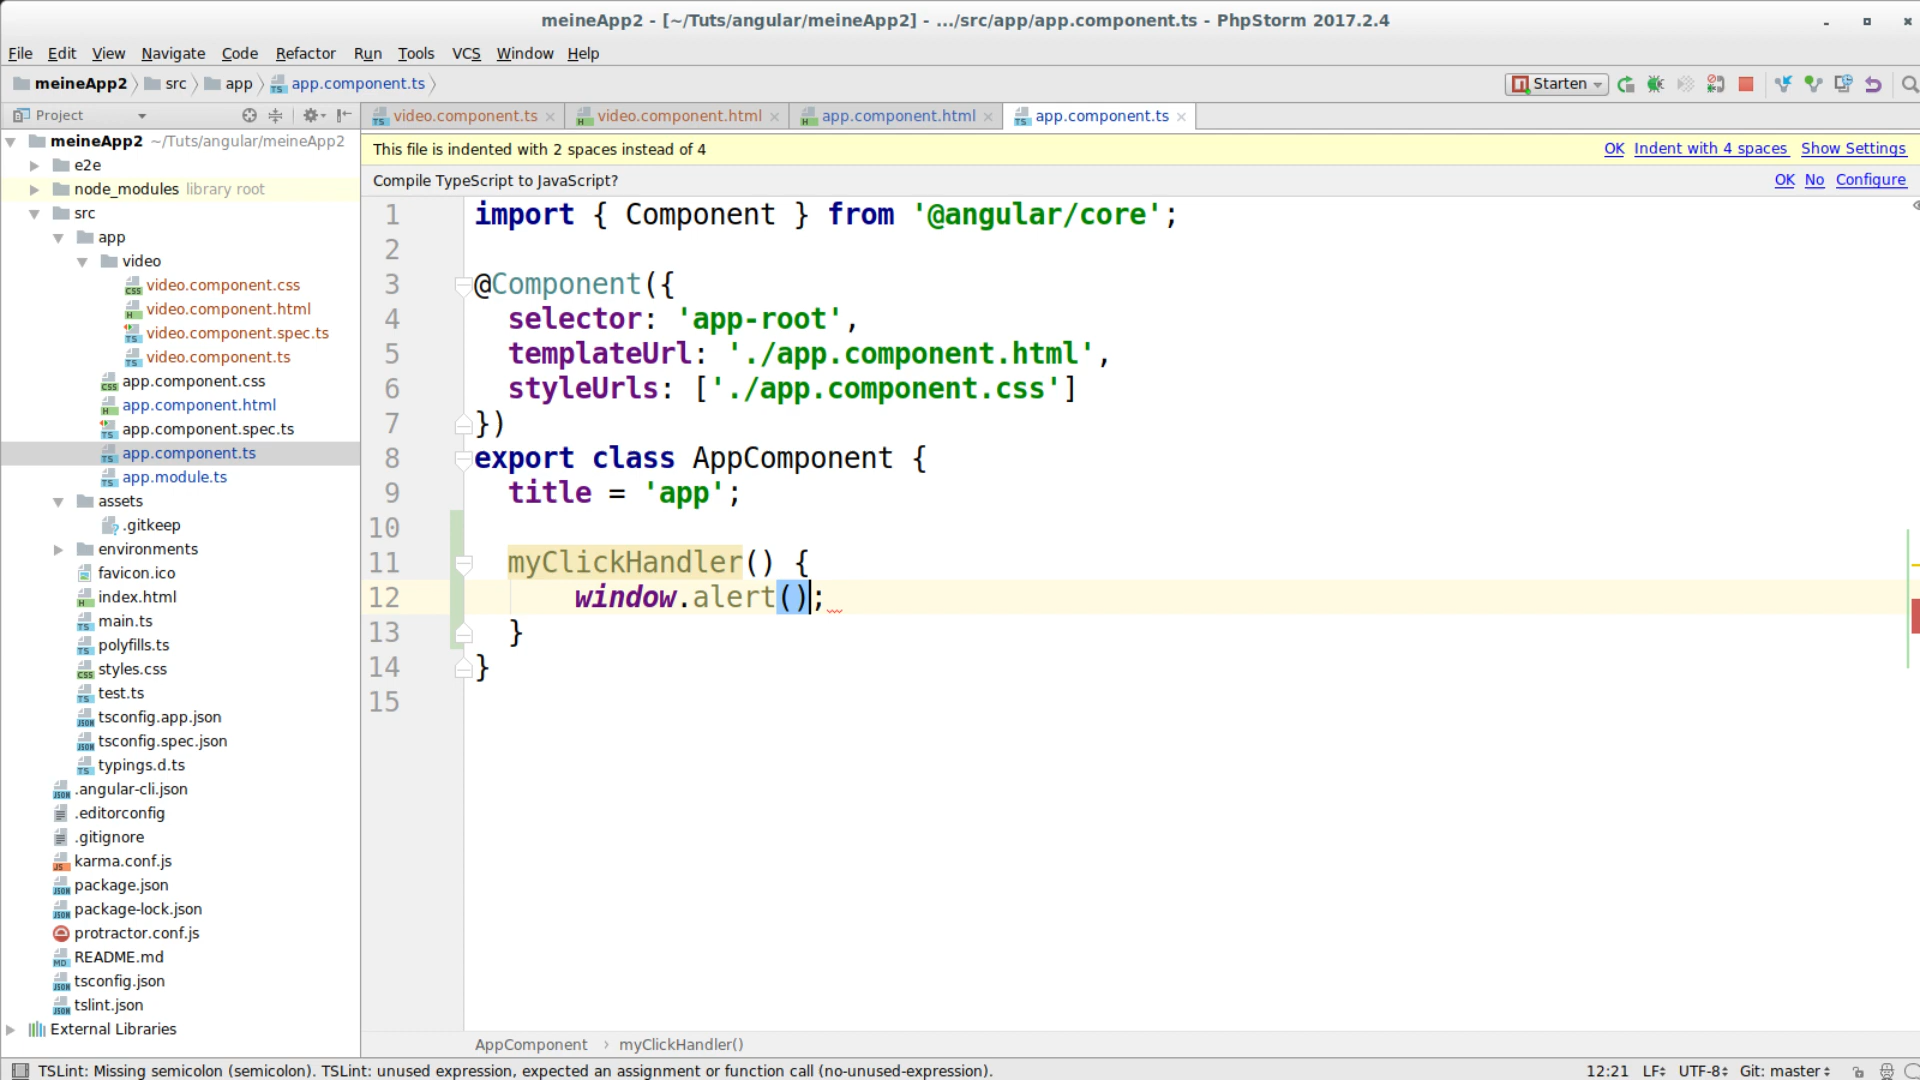 meineApp2 - [~/Tuts/angular/meineApp2] - .../src/app/app.component.ts - PhpStorm 2017.2.4
File Edit View Navigate Code Refactor Run Tools VCS Window Help
meineApp2 src app app.component.ts Starten
Project
video.component.ts video.component.html app.component.html app.component.ts
This file is indented with 2 spaces instead of 4 OK Indent with 4 spaces Show Settings
Compile TypeScript to JavaScript? OK No Configure
meineApp2 ~/Tuts/angular/meineApp2
e2e
node_modules library root
src
app
video
video.component.css
video.component.html
video.component.spec.ts
video.component.ts
app.component.css
app.component.html
app.component.spec.ts
app.component.ts
app.module.ts
assets
.gitkeep
environments
favicon.ico
index.html
main.ts
polyfills.ts
styles.css
test.ts
tsconfig.app.json
tsconfig.spec.json
typings.d.ts
.angular-cli.json
.editorconfig
.gitignore
karma.conf.js
package.json
package-lock.json
protractor.conf.js
README.md
tsconfig.json
tslint.json
External Libraries
1 import { Component } from '@angular/core';
2
3 @Component({
4 selector: 'app-root',
5 templateUrl: './app.component.html',
6 styleUrls: ['./app.component.css']
7 })
8 export class AppComponent {
9 title = 'app';
10
11 myClickHandler() {
12 window.alert();
13 }
14 }
15
AppComponent › myClickHandler()
TSLint: Missing semicolon (semicolon). TSLint: unused expression, expected an assignment or function call (no-unused-expression). 12:21 LF UTF-8 Git: master